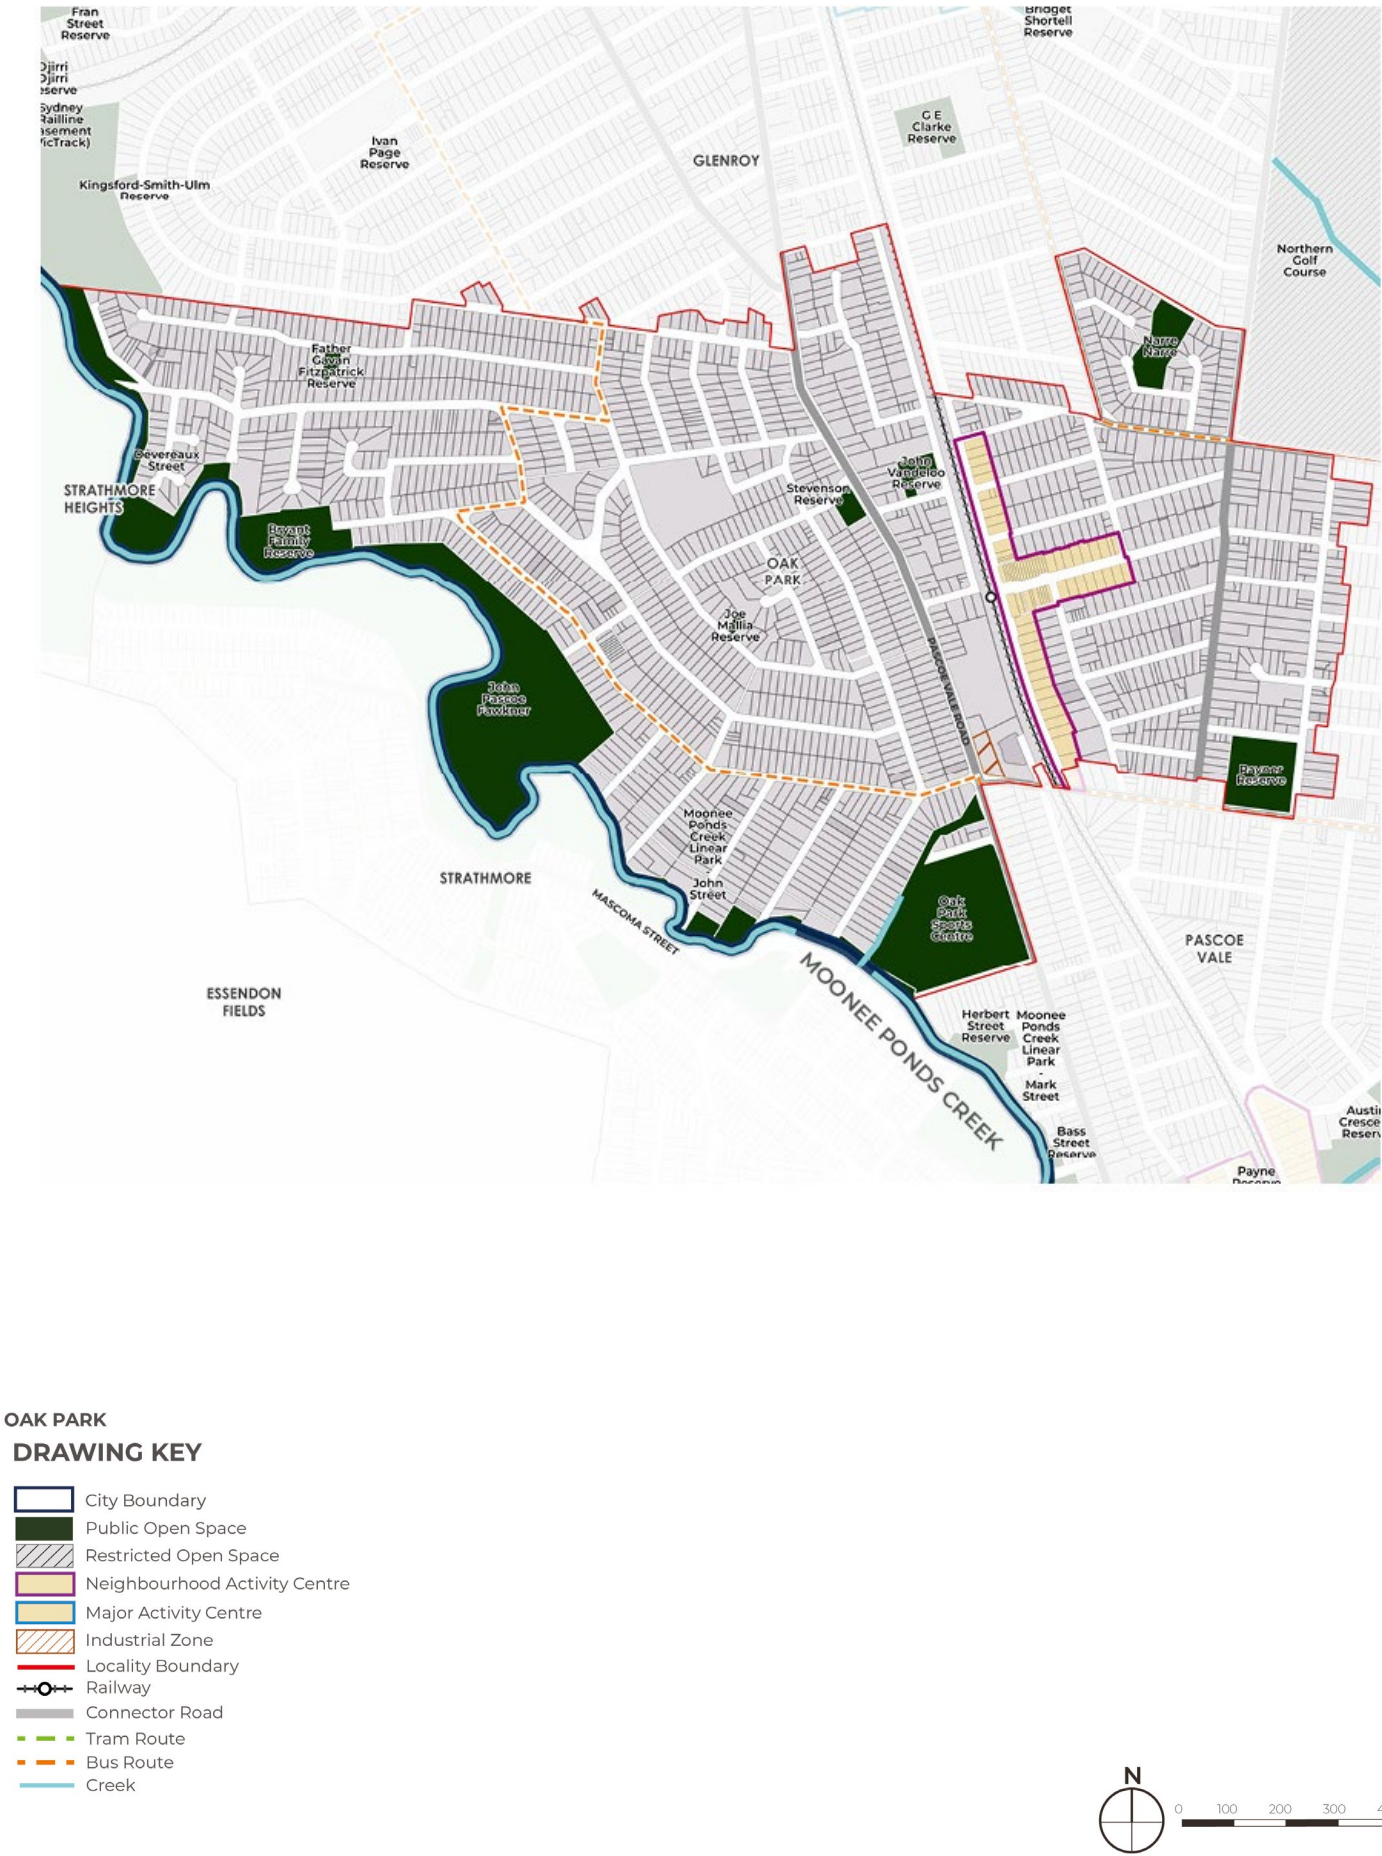 Fran
Street
Reserve
Bridget
Shortell
Reserve
Djirri
Djirri
eserve
Sydney
Railline
asement
VicTrack)
G E
Clarke
Reserve
Ivan
Page
Reserve
GLENROY
Kingsford-Smith-Ulm
Reserve
Northern
Golf
Course
Narre
Narre
Father
Gavan
Fitzpatrick
Reserve
Devereaux
Street
STRATHMORE
HEIGHTS
John
Vandeloo
Reserve
Stevenson
Reserve
Bryant
Family
Reserve
OAK
PARK
Joe
Mallia
Reserve
PASCOE VALE ROAD
John
Pascoe
Fawkner
Rayner
Reserve
Moonee
Ponds
Creek
Linear
Park
-
John
Street
STRATHMORE
MASCOMA STREET
Oak
Park
Sports
Centre
PASCOE
VALE
MOONEE PONDS CREEK
ESSENDON
FIELDS
Herbert
Street
Reserve
Moonee
Ponds
Creek
Linear
Park
-
Mark
Street
Bass
Street
Reserve
Austi
Cresce
Reserv
Payne
Reserve
OAK PARK
DRAWING KEY
City Boundary
Public Open Space
Restricted Open Space
Neighbourhood Activity Centre
Major Activity Centre
Industrial Zone
Locality Boundary
Railway
Connector Road
Tram Route
Bus Route
Creek
N
0 100 200 300 4